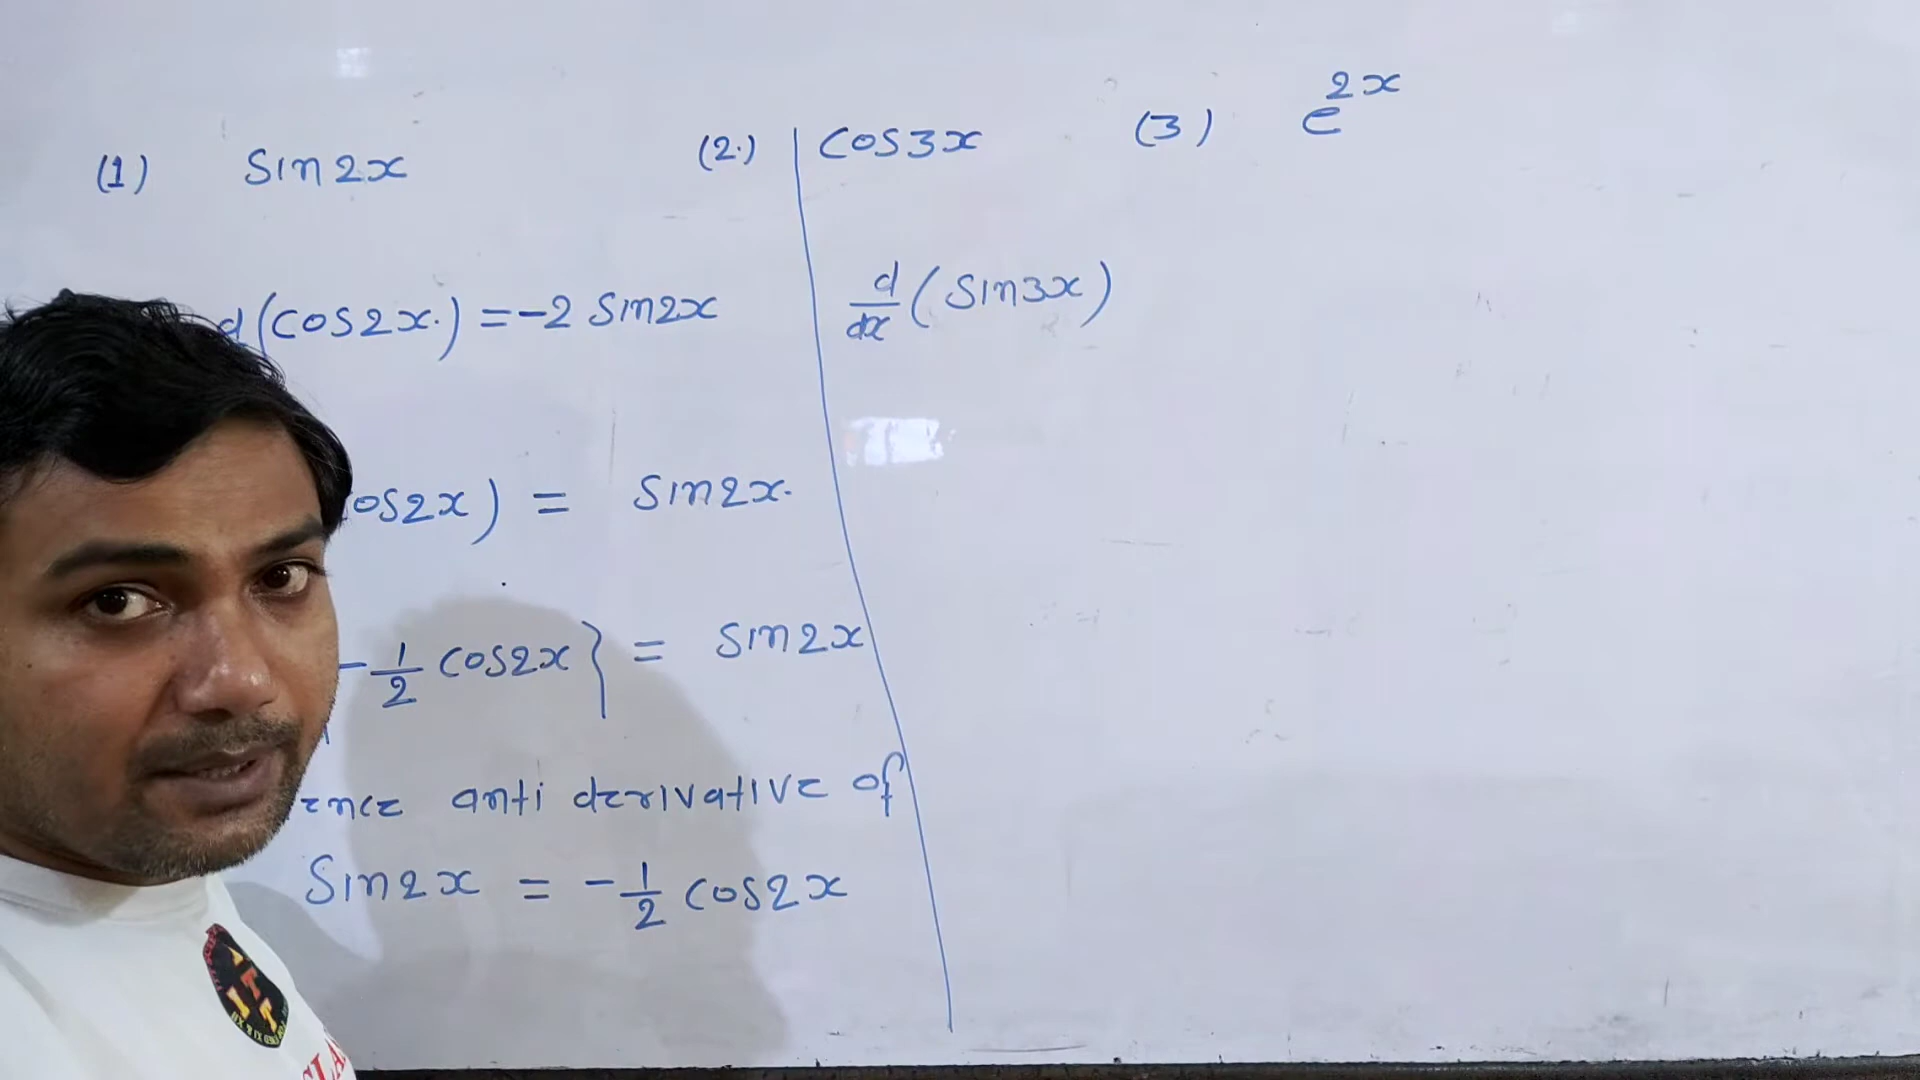 (1) Sin2x (2.) Cos3x (3) e^2x
d(Cos2x.) = -2 Sin2x
d/dx (Sin3x)
os2x) = Sin2x.
-1/2 Cos2x} = Sin2x
ence anti derivative of
Sin2x = -1/2 Cos2x